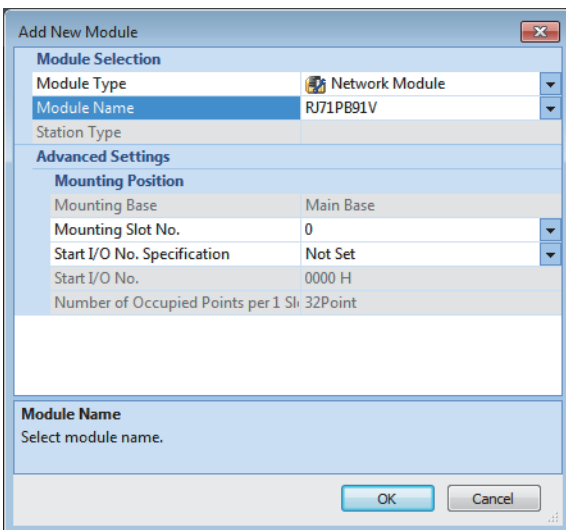 Add New Module
Module Selection
Module Type Network Module
Module Name RJ71PB91V
Station Type
Advanced Settings
Mounting Position
Mounting Base Main Base
Mounting Slot No. 0
Start I/O No. Specification Not Set
Start I/O No. 0000 H
Number of Occupied Points per 1 Sl 32Point
Module Name
Select module name.
OK Cancel